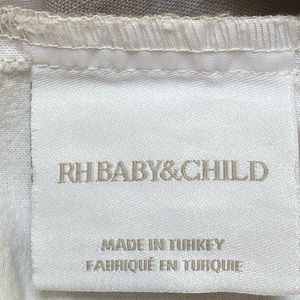 RH BABY&CHILD
MADE IN TURKEY
FABRIQUÉ EN TURQUIE